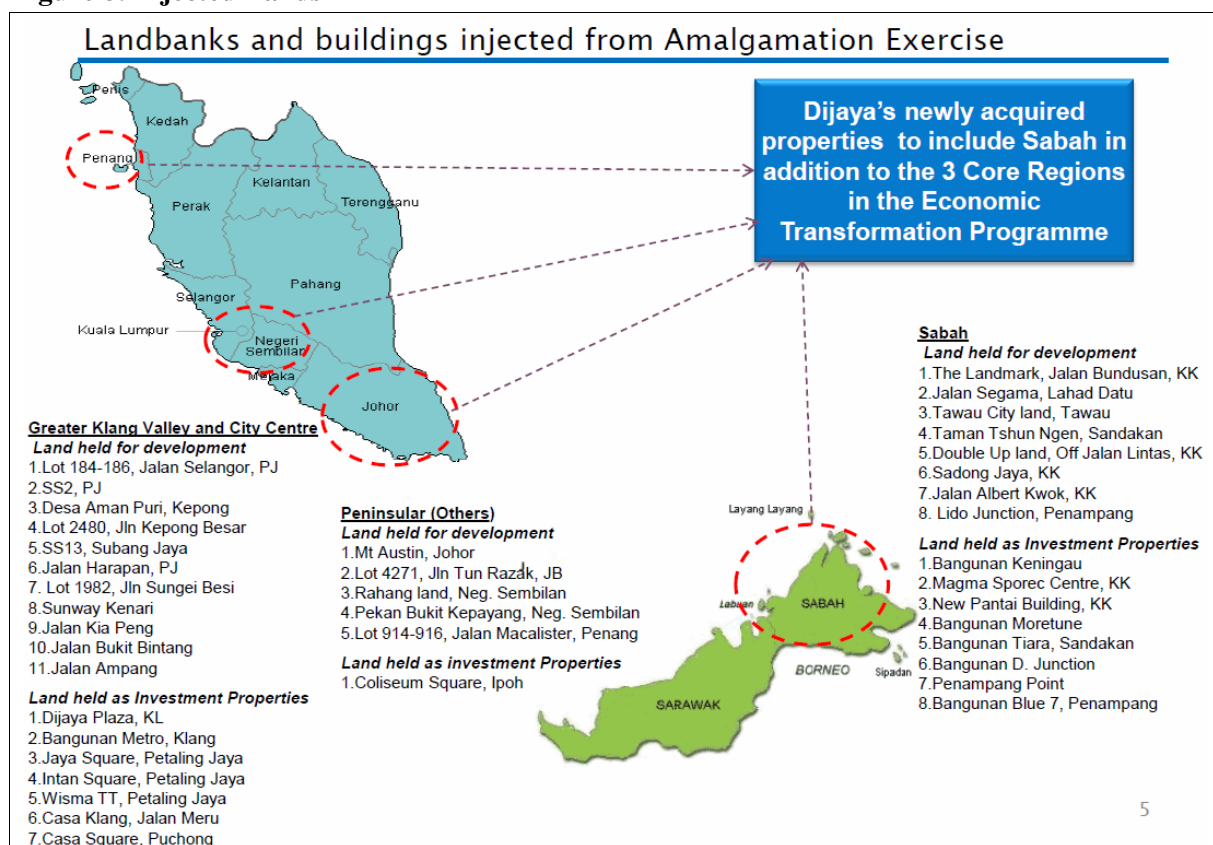 Landbanks and buildings injected from Amalgamation Exercise
Dijaya's newly acquired
properties to include Sabah in
addition to the 3 Core Regions
in the Economic
Transformation Programme
Perlis
Kedah
Penang
Kelantan
Terengganu
Perak
Pahang
Selangor
Kuala Lumpur
Negeri
Sembilan
Melaka
Johor
Greater Klang Valley and City Centre
Land held for development
1.Lot 184-186, Jalan Selangor, PJ
2.SS2, PJ
3.Desa Aman Puri, Kepong
4.Lot 2480, Jln Kepong Besar
5.SS13, Subang Jaya
6.Jalan Harapan, PJ
7. Lot 1982, Jln Sungei Besi
8.Sunway Kenari
9.Jalan Kia Peng
10.Jalan Bukit Bintang
11.Jalan Ampang
Land held as Investment Properties
1.Dijaya Plaza, KL
2.Bangunan Metro, Klang
3.Jaya Square, Petaling Jaya
4.Intan Square, Petaling Jaya
5.Wisma TT, Petaling Jaya
6.Casa Klang, Jalan Meru
7.Casa Square, Puchong
Peninsular (Others)
Land held for development
1.Mt Austin, Johor
2.Lot 4271, Jln Tun Razak, JB
3.Rahang land, Neg. Sembilan
4.Pekan Bukit Kepayang, Neg. Sembilan
5.Lot 914-916, Jalan Macalister, Penang
Land held as investment Properties
1.Coliseum Square, Ipoh
Layang Layang
Labuan
SABAH
BORNEO
Sipadan
SARAWAK
Sabah
Land held for development
1.The Landmark, Jalan Bundusan, KK
2.Jalan Segama, Lahad Datu
3.Tawau City land, Tawau
4.Taman Tshun Ngen, Sandakan
5.Double Up land, Off Jalan Lintas, KK
6.Sadong Jaya, KK
7.Jalan Albert Kwok, KK
8. Lido Junction, Penampang
Land held as Investment Properties
1.Bangunan Keningau
2.Magma Sporec Centre, KK
3.New Pantai Building, KK
4.Bangunan Moretune
5.Bangunan Tiara, Sandakan
6.Bangunan D. Junction
7.Penampang Point
8.Bangunan Blue 7, Penampang
5